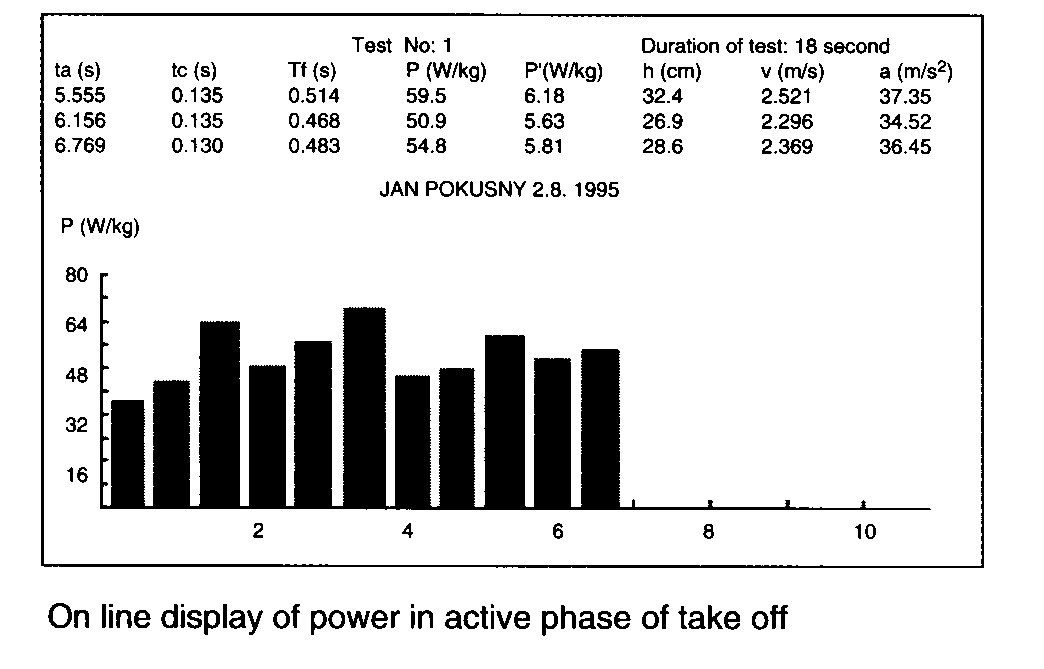 Test No: 1 Duration of test: 18 second
ta (s) tc (s) Tf (s) P (W/kg) P'(W/kg) h (cm) v (m/s) a (m/s²)
5.555 0.135 0.514 59.5 6.18 32.4 2.521 37.35
6.156 0.135 0.468 50.9 5.63 26.9 2.296 34.52
6.769 0.130 0.483 54.8 5.81 28.6 2.369 36.45
JAN POKUSNY 2.8. 1995
P (W/kg)
80
64
48
32
16
2 4 6 8 10
On line display of power in active phase of take off